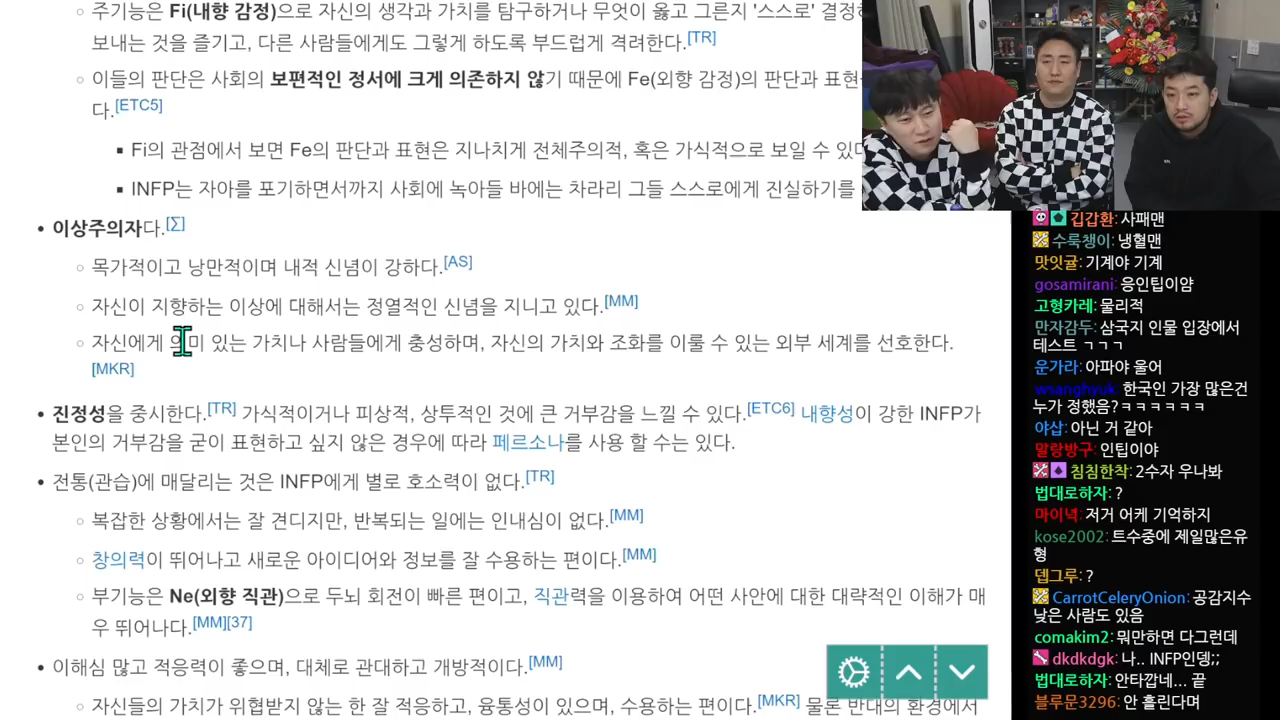 주기능은 Fi(내향 감정)으로 자신의 생각과 가치를 탐구하거나 무엇이 옳고 그른지 '스스로' 결정하
보내는 것을 즐기고, 다른 사람들에게도 그렇게 하도록 부드럽게 격려한다.[TR]
이들의 판단은 사회의 보편적인 정서에 크게 의존하지 않기 때문에 Fe(외향 감정)의 판단과 표현
다.[ETC5]
Fi의 관점에서 보면 Fe의 판단과 표현은 지나치게 전체주의적, 혹은 가식적으로 보일 수 있다
INFP는 자아를 포기하면서까지 사회에 녹아들 바에는 차라리 그들 스스로에게 진실하기를
이상주의자다.[∑]
목가적이고 낭만적이며 내적 신념이 강하다.[AS]
자신이 지향하는 이상에 대해서는 정열적인 신념을 지니고 있다.[MM]
자신에게 의미 있는 가치나 사람들에게 충성하며, 자신의 가치와 조화를 이룰 수 있는 외부 세계를 선호한다.
[MKR]
진정성을 중시한다.[TR] 가식적이거나 피상적, 상투적인 것에 큰 거부감을 느낄 수 있다.[ETC6] 내향성이 강한 INFP가
본인의 거부감을 굳이 표현하고 싶지 않은 경우에 따라 페르소나를 사용 할 수는 있다.
전통(관습)에 매달리는 것은 INFP에게 별로 호소력이 없다.[TR]
복잡한 상황에서는 잘 견디지만, 반복되는 일에는 인내심이 없다.[MM]
창의력이 뛰어나고 새로운 아이디어와 정보를 잘 수용하는 편이다.[MM]
부기능은 Ne(외향 직관)으로 두뇌 회전이 빠른 편이고, 직관력을 이용하여 어떤 사안에 대한 대략적인 이해가 매
우 뛰어나다.[MM][37]
이해심 많고 적응력이 좋으며, 대체로 관대하고 개방적이다.[MM]
자신들의 가치가 위협받지 않는 한 잘 적응하고, 융통성이 있으며, 수용하는 편이다.[MKR] 물론 반대의 환경에서
김갑환: 사패맨
수룩챙이: 냉혈맨
맛잇귤: 기계야 기계
gosamirani: 응인팁이얌
고형카레: 물리적
만자감두: 삼국지 인물 입장에서
테스트 ㄱㄱㄱ
운가라: 아파야 울어
wsanghyuk: 한국인 가장 많은건
누가 정했음?ㅋㅋㅋㅋㅋㅋ
야삽: 아닌 거 같아
말랑방구: 인팁이야
침침한착: 2수자 우나봐
법대로하자: ?
마이녁: 저거 어케 기억하지
kose2002: 트수중에 제일많은유
형
뎁그루: ?
CarrotCeleryOnion: 공감지수
낮은 사람도 있음
comakim2: 뭐만하면 다그런데
dkdkdgk: 나.. INFP인뎅;;
법대로하자: 안타깝네... 끝
블루문3296: 안 흘린다며